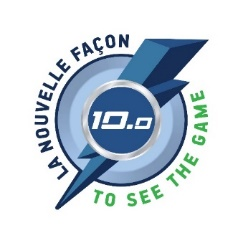 LA NOUVELLE FAÇON
10.0
TO SEE THE GAME